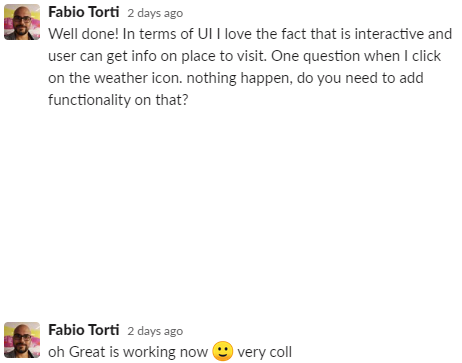 Fabio Torti 2 days ago
Well done! In terms of UI I love the fact that is interactive and
user can get info on place to visit. One question when I click
on the weather icon. nothing happen, do you need to add
functionality on that?
Fabio Torti 2 days ago
oh Great is working now 🙂 very coll